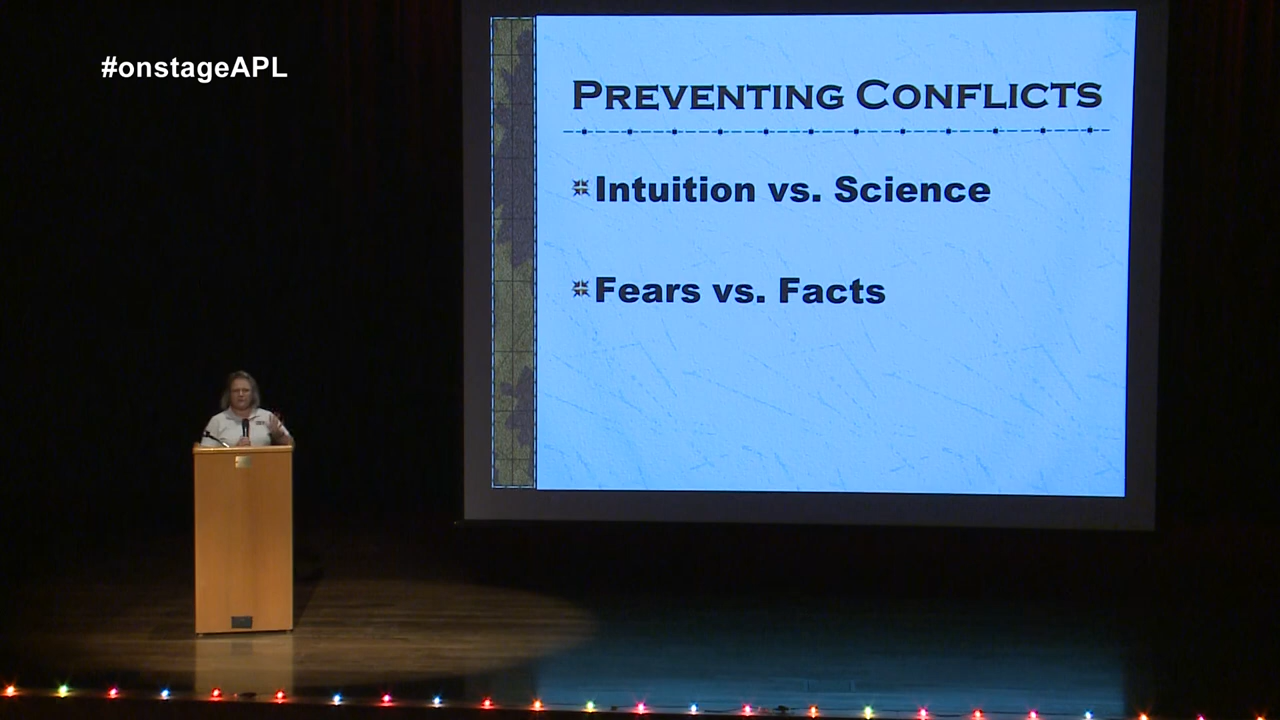 #onstageAPL
PREVENTING CONFLICTS
Intuition vs. Science
Fears vs. Facts